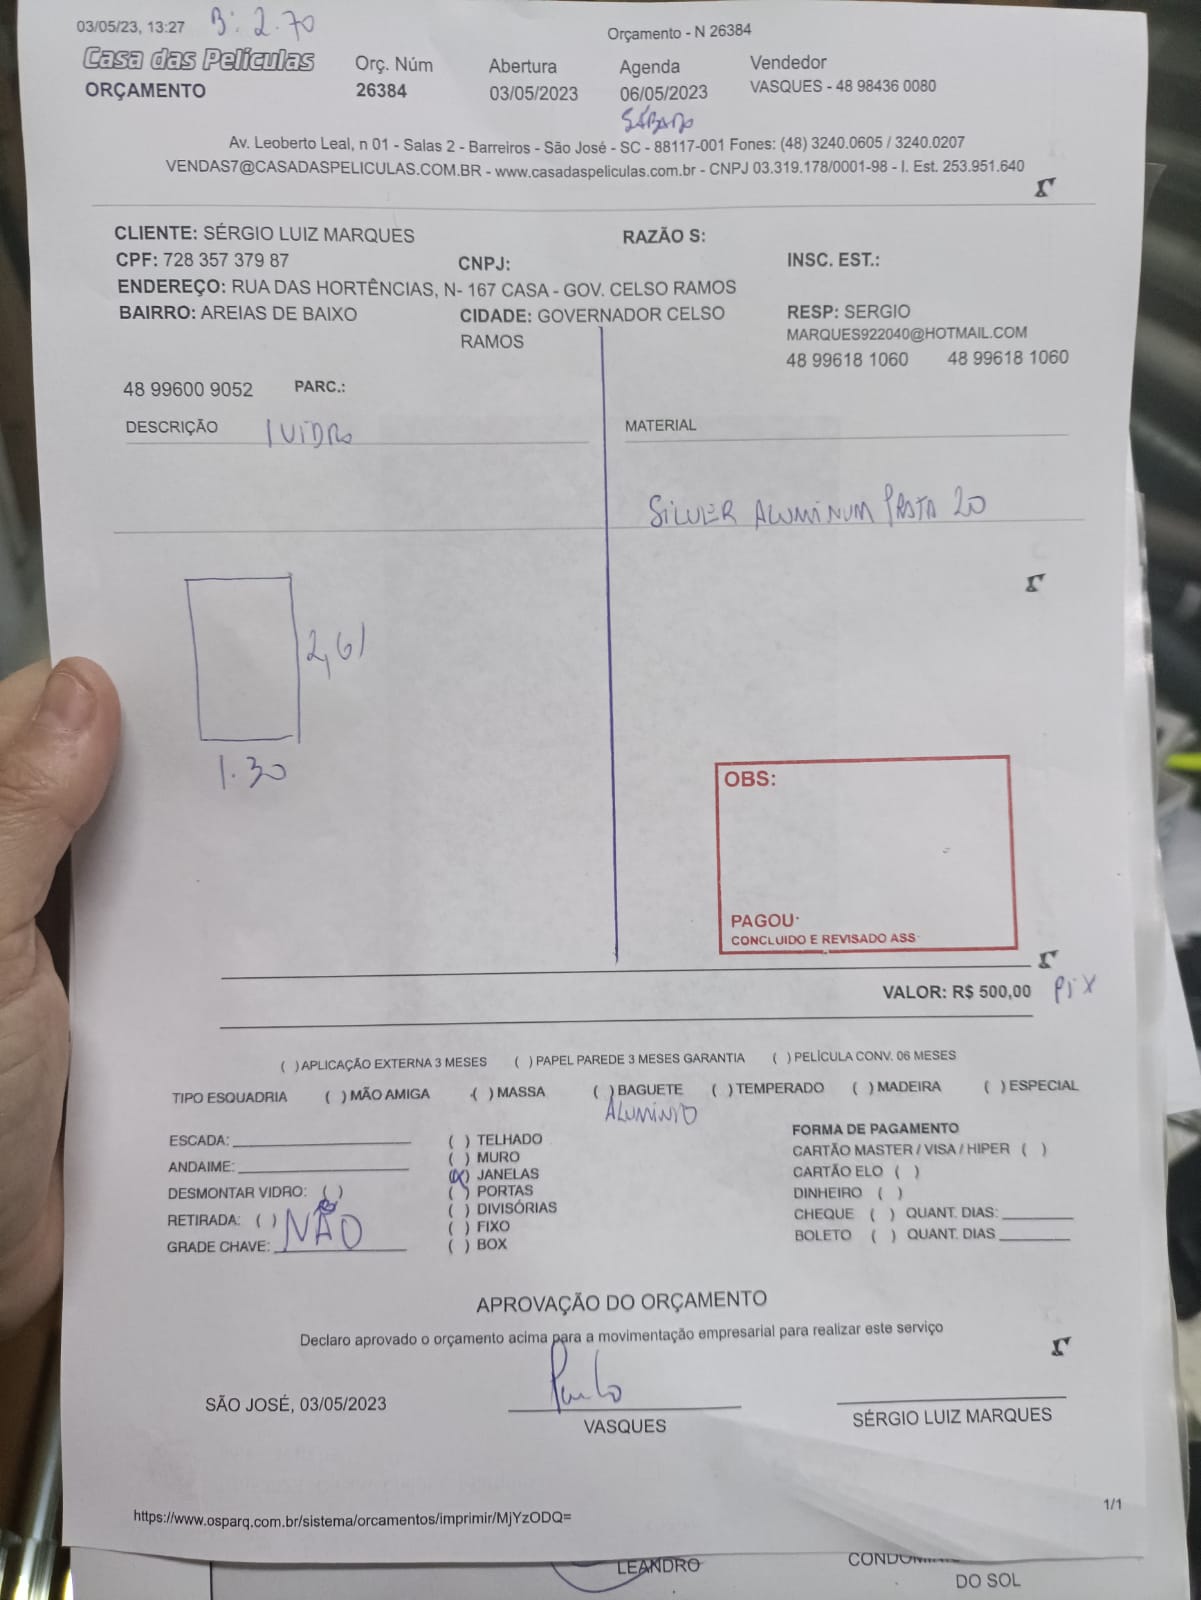 03/05/23, 13:27 B: 2.70
Orçamento - N 26384
Casa das Películas
ORÇAMENTO
Orç. Núm
26384
Abertura
03/05/2023
Agenda
06/05/2023
SÁBADO
Vendedor
VASQUES - 48 98436 0080
Av. Leoberto Leal, n 01 - Salas 2 - Barreiros - São José - SC - 88117-001 Fones: (48) 3240.0605 / 3240.0207
VENDAS7@CASADASPELICULAS.COM.BR - www.casadaspeliculas.com.br - CNPJ 03.319.178/0001-98 - I. Est. 253.951.640
CLIENTE: SÉRGIO LUIZ MARQUES RAZÃO S:
CPF: 728 357 379 87 CNPJ: INSC. EST.:
ENDEREÇO: RUA DAS HORTÊNCIAS, N- 167 CASA - GOV. CELSO RAMOS
BAIRRO: AREIAS DE BAIXO CIDADE: GOVERNADOR CELSO RAMOS
RESP: SERGIO
MARQUES922040@HOTMAIL.COM
48 99618 1060 48 99618 1060
48 99600 9052 PARC.:
DESCRIÇÃO 1 VIDRO MATERIAL
SILVER ALUMINUM PRATA 20
2,61
1.30
OBS:
PAGOU:
CONCLUIDO E REVISADO ASS:
VALOR: R$ 500,00 PIX
( )APLICAÇÃO EXTERNA 3 MESES ( )PAPEL PAREDE 3 MESES GARANTIA ( )PELÍCULA CONV. 06 MESES
TIPO ESQUADRIA ( )MÃO AMIGA ( )MASSA ( )BAGUETE ( )TEMPERADO ( )MADEIRA ( )ESPECIAL
ALUMÍNIO
ESCADA:
ANDAIME:
DESMONTAR VIDRO: ( )
RETIRADA: ( ) NÃO
GRADE CHAVE:
( ) TELHADO
( ) MURO
(X) JANELAS
( ) PORTAS
( ) DIVISÓRIAS
( ) FIXO
( ) BOX
FORMA DE PAGAMENTO
CARTÃO MASTER / VISA / HIPER ( )
CARTÃO ELO ( )
DINHEIRO ( )
CHEQUE ( ) QUANT. DIAS:
BOLETO ( ) QUANT. DIAS
APROVAÇÃO DO ORÇAMENTO
Declaro aprovado o orçamento acima para a movimentação empresarial para realizar este serviço
Paulo
SÃO JOSÉ, 03/05/2023
VASQUES
SÉRGIO LUIZ MARQUES
1/1
https://www.osparq.com.br/sistema/orcamentos/imprimir/MjYzODQ=
LEANDRO
DO SOL